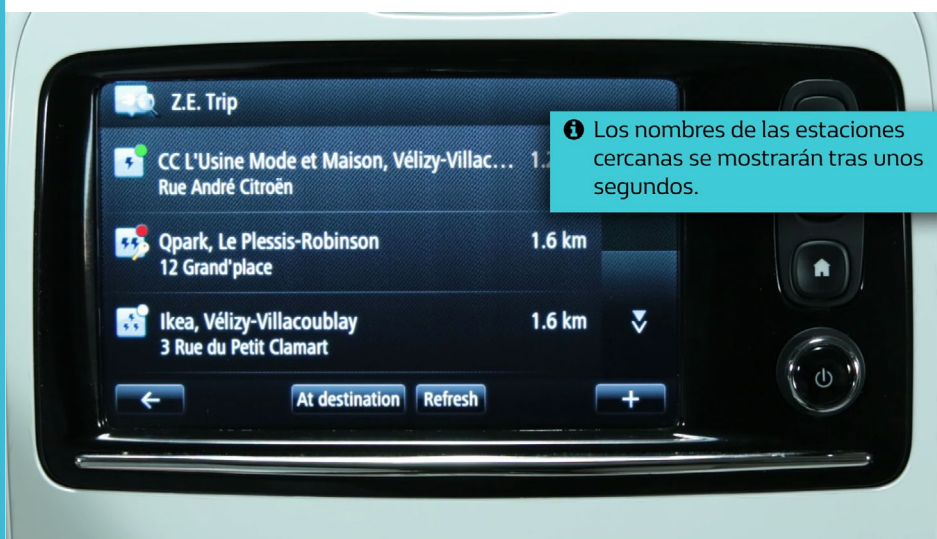 Z.E. Trip
Los nombres de las estaciones
cercanas se mostrarán tras unos
segundos.
CC L'Usine Mode et Maison, Vélizy-Villac...
Rue André Citroën
Qpark, Le Plessis-Robinson 1.6 km
12 Grand'place
Ikea, Vélizy-Villacoublay 1.6 km
3 Rue du Petit Clamart
At destination Refresh +